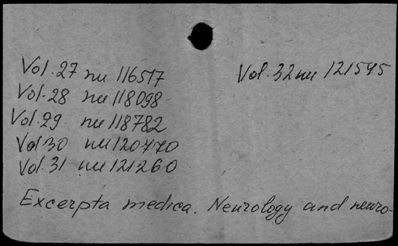 Vol. 27 nu 116517
Vol. 28 nu 118098
Vol. 29 nu 118782
Vol 30 nu 120770
Vol. 31 nu 121260
Vol. 32 nu 121575
Excerpta medica. Neurology and neuro-